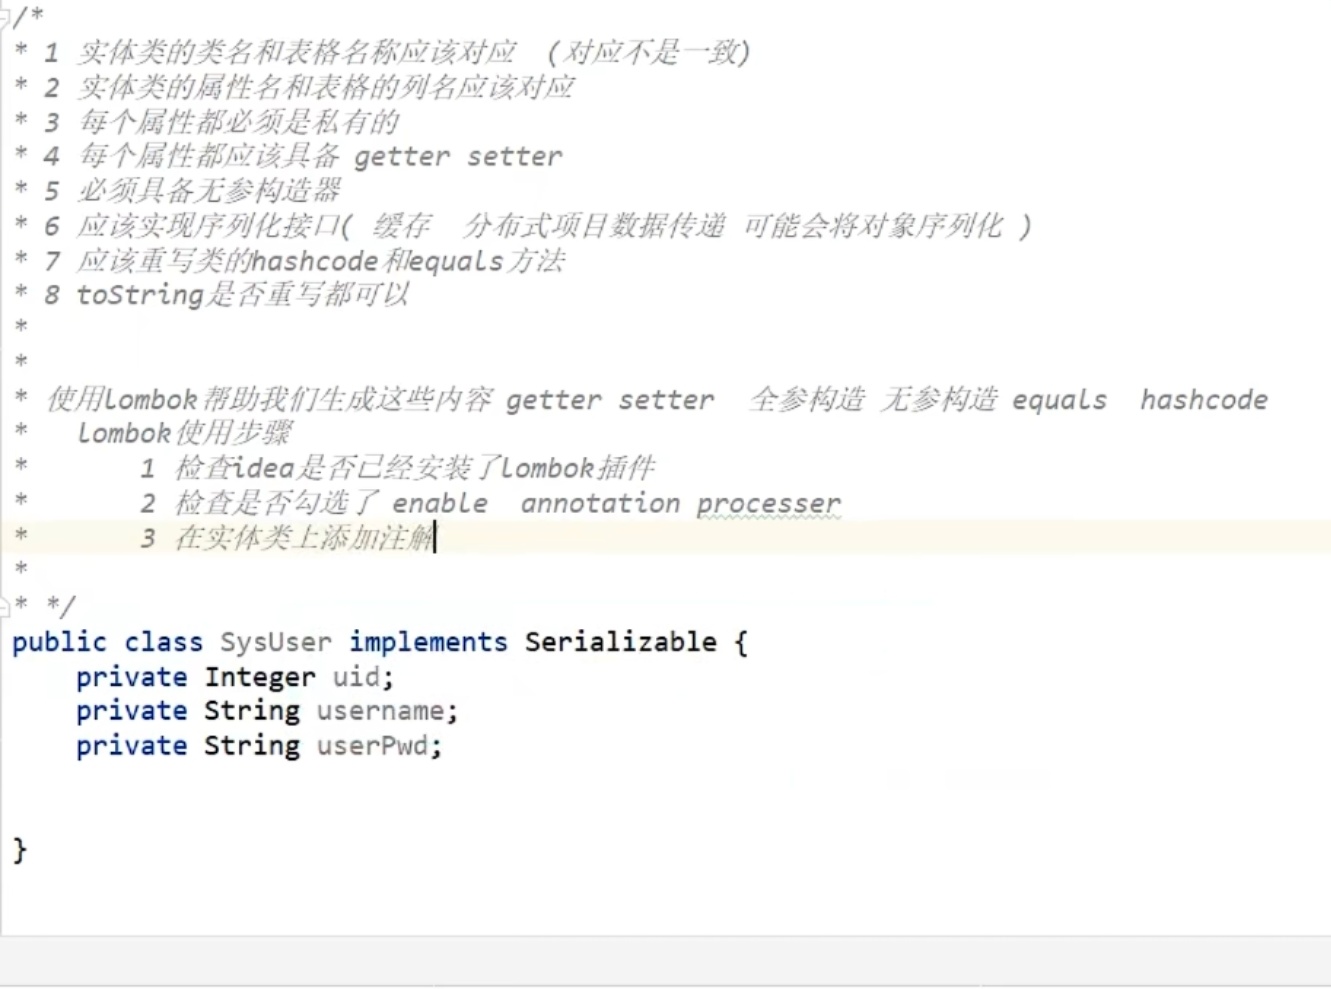 /*
* 1 实体类的类名和表格名称应该对应 (对应不是一致)
* 2 实体类的属性名和表格的列名应该对应
* 3 每个属性都必须是私有的
* 4 每个属性都应该具备 getter setter
* 5 必须具备无参构造器
* 6 应该实现序列化接口( 缓存 分布式项目数据传递 可能会将对象序列化 )
* 7 应该重写类的hashcode和equals方法
* 8 toString是否重写都可以
*
*
* 使用lombok帮助我们生成这些内容 getter setter 全参构造 无参构造 equals hashcode
* lombok使用步骤
* 1 检查idea是否已经安装了lombok插件
* 2 检查是否勾选了 enable annotation processer
* 3 在实体类上添加注解
*
* */
public class SysUser implements Serializable {
private Integer uid;
private String username;
private String userPwd;
}